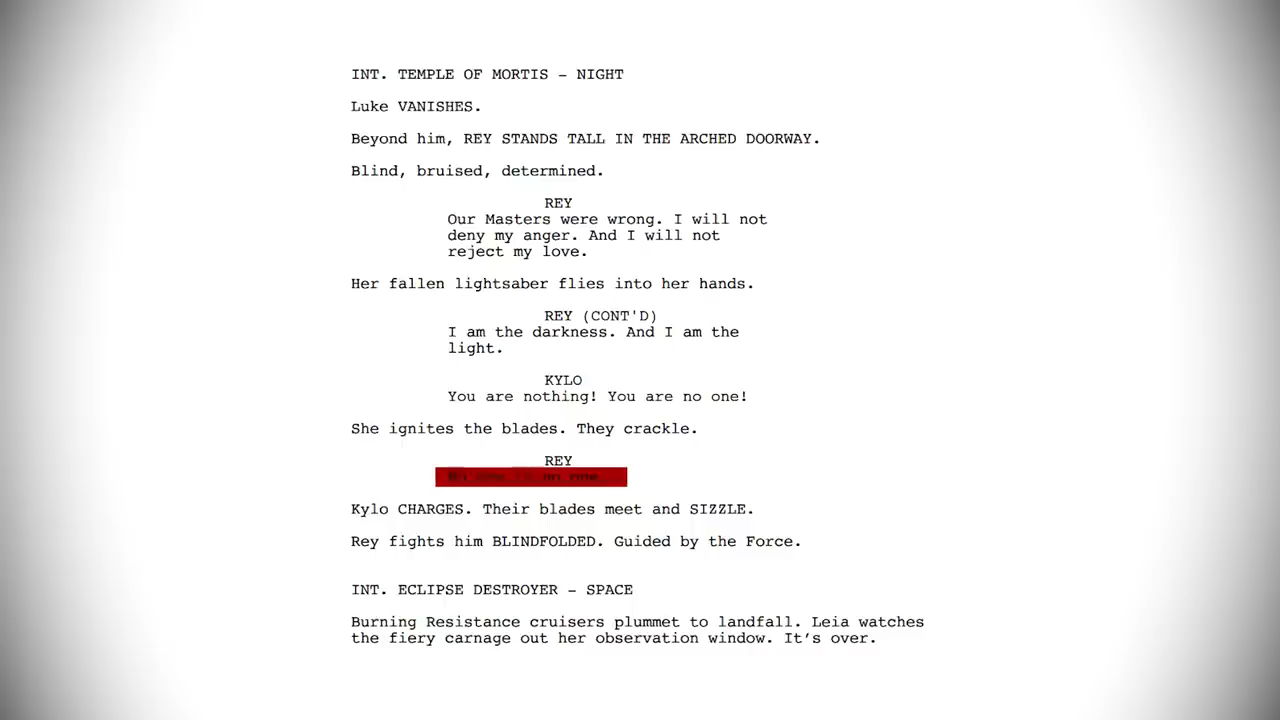 INT. TEMPLE OF MORTIS – NIGHT
Luke VANISHES.
Beyond him, REY STANDS TALL IN THE ARCHED DOORWAY.
Blind, bruised, determined.
REY
Our Masters were wrong. I will not
deny my anger. And I will not
reject my love.
Her fallen lightsaber flies into her hands.
REY (CONT'D)
I am the darkness. And I am the
light.
KYLO
You are nothing! You are no one!
She ignites the blades. They crackle.
REY
Kylo CHARGES. Their blades meet and SIZZLE.
Rey fights him BLINDFOLDED. Guided by the Force.
INT. ECLIPSE DESTROYER – SPACE
Burning Resistance cruisers plummet to landfall. Leia watches
the fiery carnage out her observation window. It’s over.